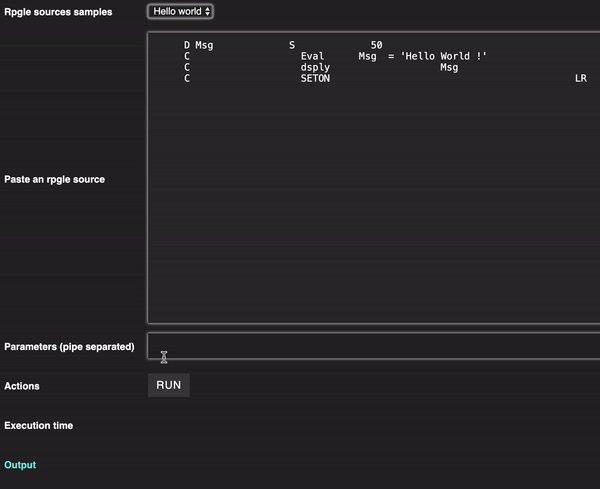 Rpgle sources samples Hello world
D Msg S 50
C Eval Msg = 'Hello World !'
C dsply Msg
C SETON LR
Paste an rpgle source
Parameters (pipe separated)
Actions RUN
Execution time
Output